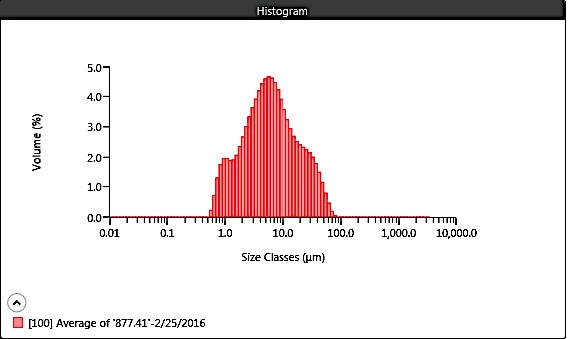 Histogram
5.0
4.0
Volume (%)
3.0
2.0
1.0
0.0
0.01 0.1 1.0 10.0 100.0 1,000.0 10,000.0
Size Classes (µm)
[100] Average of '877.41'-2/25/2016